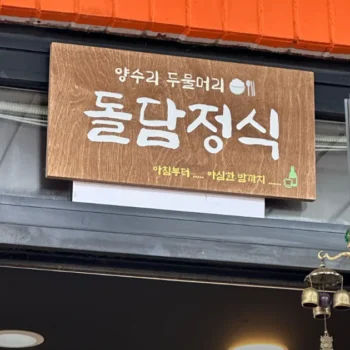 양수리 두물머리
돌담정식
아침부터 ..... 야심한 밤까지 .....